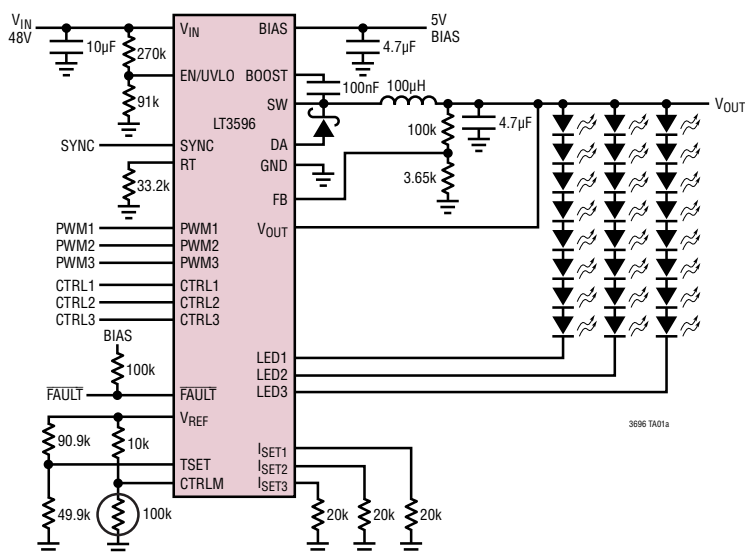 VIN
48V
10µF
270k
91k
VIN
EN/UVLO
BIAS
BOOST
SW
DA
GND
FB
VOUT
LT3596
5V
BIAS
4.7µF
100nF
100µH
100k
4.7µF
3.65k
VOUT
SYNC
SYNC
RT
33.2k
PWM1
PWM2
PWM3
PWM1
PWM2
PWM3
CTRL1
CTRL2
CTRL3
CTRL1
CTRL2
CTRL3
BIAS
100k
FAULT
FAULT
LED1
LED2
LED3
3696 TA01a
VREF
90.9k
10k
TSET
CTRLM
49.9k
100k
ISET1
ISET2
ISET3
20k
20k
20k